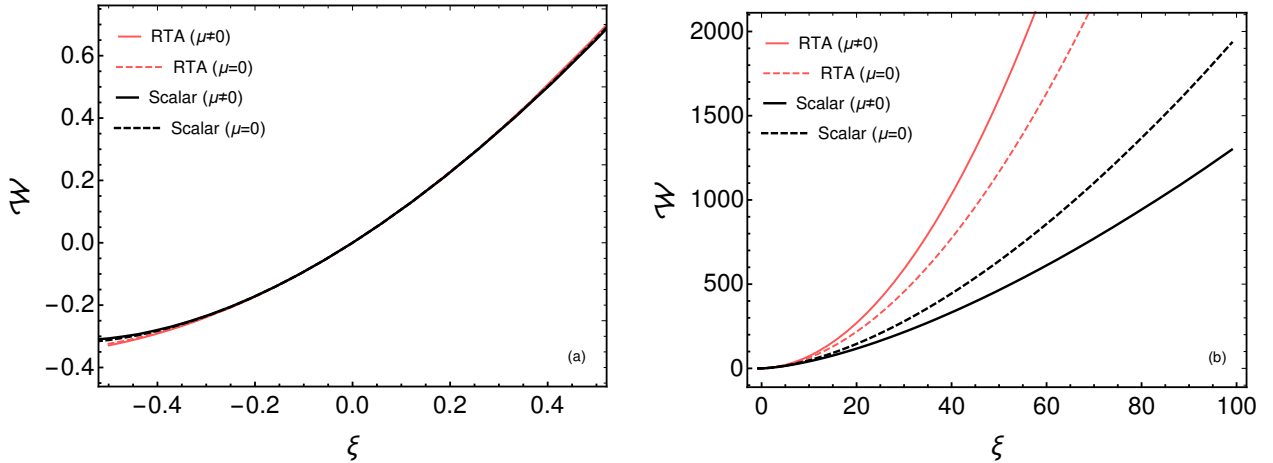 RTA (μ≠0)
RTA (μ=0)
Scalar (μ≠0)
Scalar (μ=0)
0.6
0.4
0.2
0.0
−0.2
−0.4
𝒲
(a)
−0.4 −0.2 0.0 0.2 0.4
ξ
RTA (μ≠0)
RTA (μ=0)
Scalar (μ≠0)
Scalar (μ=0)
2000
1500
1000
500
0
𝒲
(b)
0 20 40 60 80 100
ξ